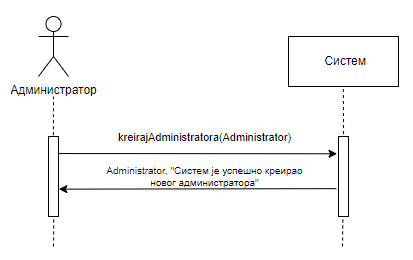 Систем
Администратор
kreirajAdministratora(Administrator)
Administrator, "Систем је успешно креирао
новог администратора"